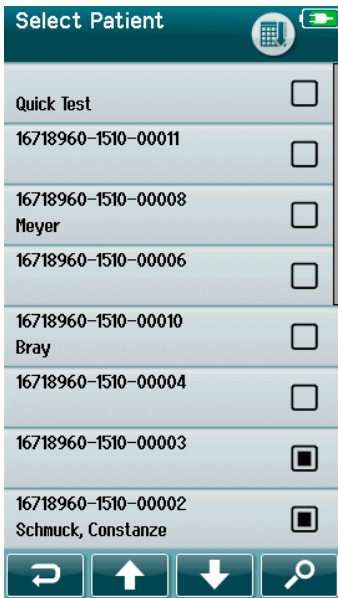 Select Patient
Quick Test
16718960-1510-00011
16718960-1510-00008
Meyer
16718960-1510-00006
16718960-1510-00010
Bray
16718960-1510-00004
16718960-1510-00003
16718960-1510-00002
Schmuck, Constanze